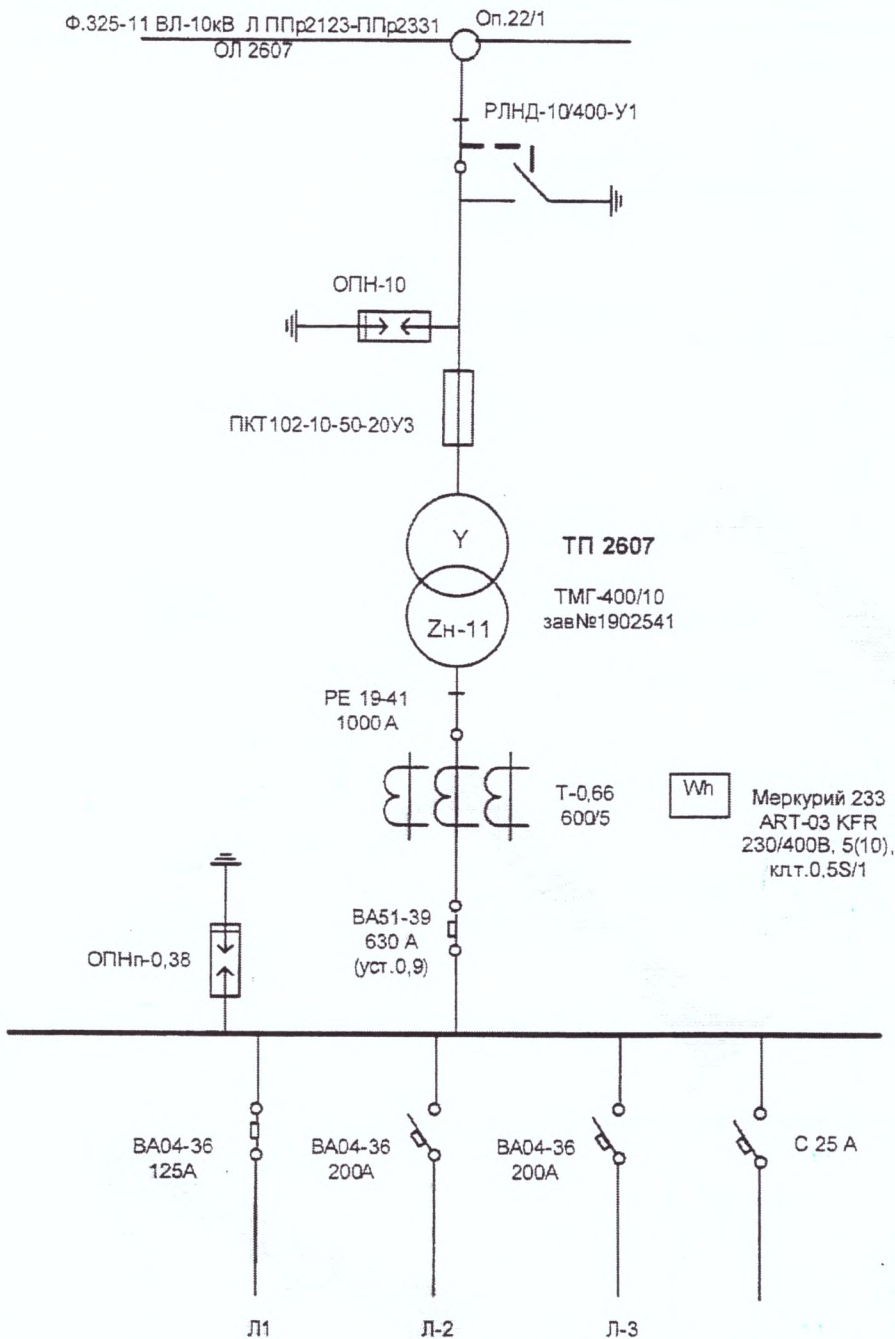 Ф.325-11 ВЛ-10кВ Л ППр2123-ППр2331
Оп.22/1
ОЛ 2607
РЛНД-10/400-У1
ОПН-10
ПКТ102-10-50-20У3
Y
Zн-11
ТП 2607
ТМГ-400/10
зав№1902541
РЕ 19-41
1000 А
Т-0,66
600/5
Wh
Меркурий 233
ART-03 KFR
230/400В, 5(10),
кл.т.0,5S/1
ВА51-39
630 А
(уст.0,9)
ОПНп-0,38
ВА04-36
125А
ВА04-36
200А
ВА04-36
200А
С 25 А
Л1
Л-2
Л-3